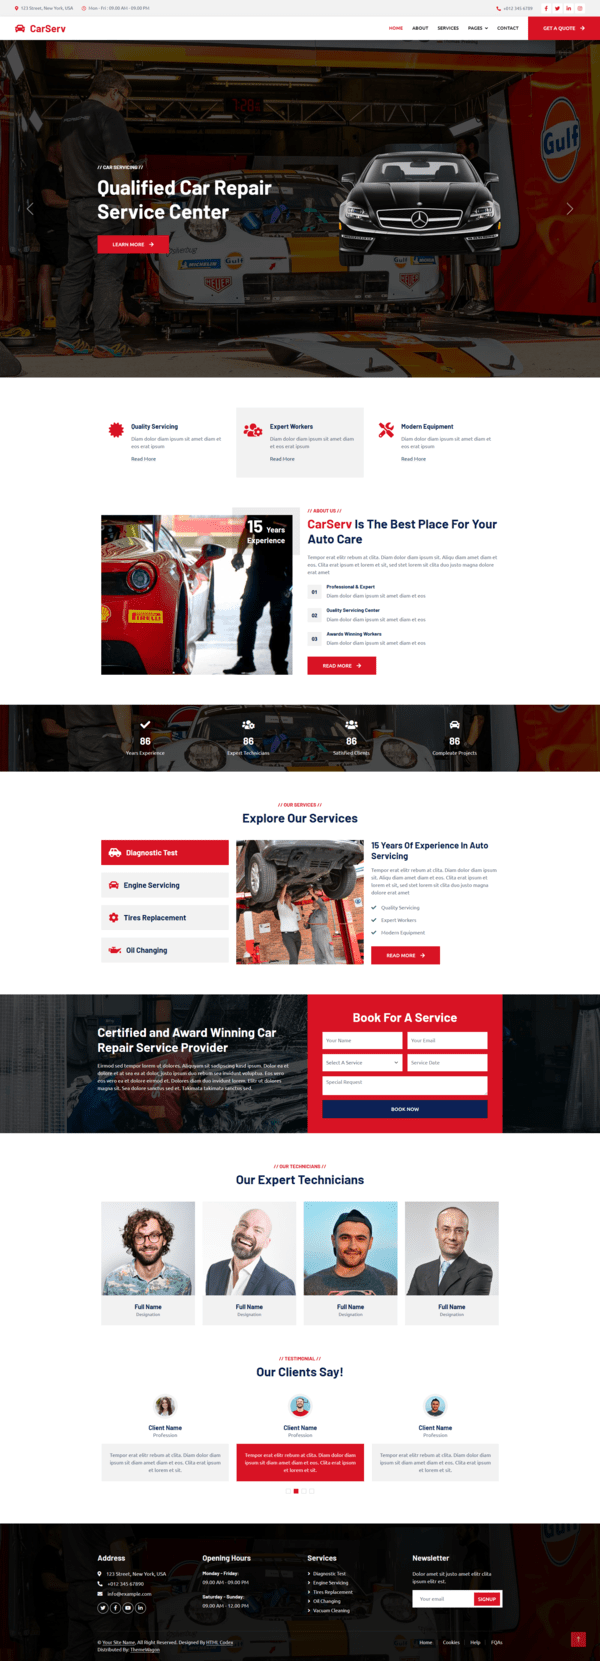 123 Street, New York, USA
Mon - Fri : 09.00 AM - 09.00 PM
+012 345 6789
CarServ
HOME
ABOUT
SERVICES
PAGES
CONTACT
GET A QUOTE
// CAR SERVICING //
Qualified Car Repair
Service Center
LEARN MORE
Gulf
MICHELIN
Gulf
HEUER
HEUER
Quality Servicing
Diam dolor diam ipsum sit amet diam et
eos erat ipsum
Read More
Expert Workers
Diam dolor diam ipsum sit amet diam et
eos erat ipsum
Read More
Modern Equipment
Diam dolor diam ipsum sit amet diam et
eos erat ipsum
Read More
15 Years
Experience
PIRELLI
// ABOUT US //
CarServ Is The Best Place For Your
Auto Care
Tempor erat elitr rebum at clita. Diam dolor diam ipsum sit. Aliqu diam amet diam et
eos. Clita erat ipsum et lorem et sit, sed stet lorem sit clita duo justo magna dolore
erat amet
01
Professional & Expert
Diam dolor diam ipsum sit amet diam et eos
02
Quality Servicing Center
Diam dolor diam ipsum sit amet diam et eos
03
Awards Winning Workers
Diam dolor diam ipsum sit amet diam et eos
READ MORE
86
Years Experience
86
Expert Technicians
86
Satisfied Clients
86
Compleate Projects
// OUR SERVICES //
Explore Our Services
Diagnostic Test
Engine Servicing
Tires Replacement
Oil Changing
15 Years Of Experience In Auto
Servicing
Tempor erat elitr rebum at clita. Diam dolor diam
ipsum sit. Aliqu diam amet diam et eos. Clita erat
ipsum et lorem et sit, sed stet lorem sit clita duo justo magna
dolore erat amet
Quality Servicing
Expert Workers
Modern Equipment
READ MORE
Certified and Award Winning Car
Repair Service Provider
Eirmod sed tempor lorem ut dolores. Aliquyam sit sadipscing kasd ipsum. Dolor ea et
dolore et at sea ea at dolor, justo ipsum duo rebum sea invidunt voluptua. Eos vero
eos vero ea et dolore eirmod et. Dolores diam duo invidunt lorem. Elitr ut dolores
magna sit. Sea dolore sanctus sed et. Takimata takimata sanctus sed.
Book For A Service
Your Name
Your Email
Select A Service
Service Date
Special Request
BOOK NOW
// OUR TECHNICIANS //
Our Expert Technicians
Full Name
Designation
Full Name
Designation
Full Name
Designation
Full Name
Designation
// TESTIMONIAL //
Our Clients Say!
Client Name
Profession
Tempor erat elitr rebum at clita. Diam dolor diam
ipsum sit diam amet diam et eos. Clita erat ipsum
et lorem et sit.
Client Name
Profession
Tempor erat elitr rebum at clita. Diam dolor diam
ipsum sit diam amet diam et eos. Clita erat ipsum
et lorem et sit.
Client Name
Profession
Tempor erat elitr rebum at clita. Diam dolor diam
ipsum sit diam amet diam et eos. Clita erat ipsum
et lorem et sit.
Address
123 Street, New York, USA
+012 345 67890
info@example.com
Opening Hours
Monday - Friday:
09.00 AM - 09.00 PM
Saturday - Sunday:
09.00 AM - 12.00 PM
Services
Diagnostic Test
Engine Servicing
Tires Replacement
Oil Changing
Vacuam Cleaning
Newsletter
Dolor amet sit justo amet elitr clita
ipsum elitr est.
Your email
SIGNUP
© Your Site Name, All Right Reserved. Designed By HTML Codex
Distributed By: ThemeWagon
Home
Cookies
Help
FQAs